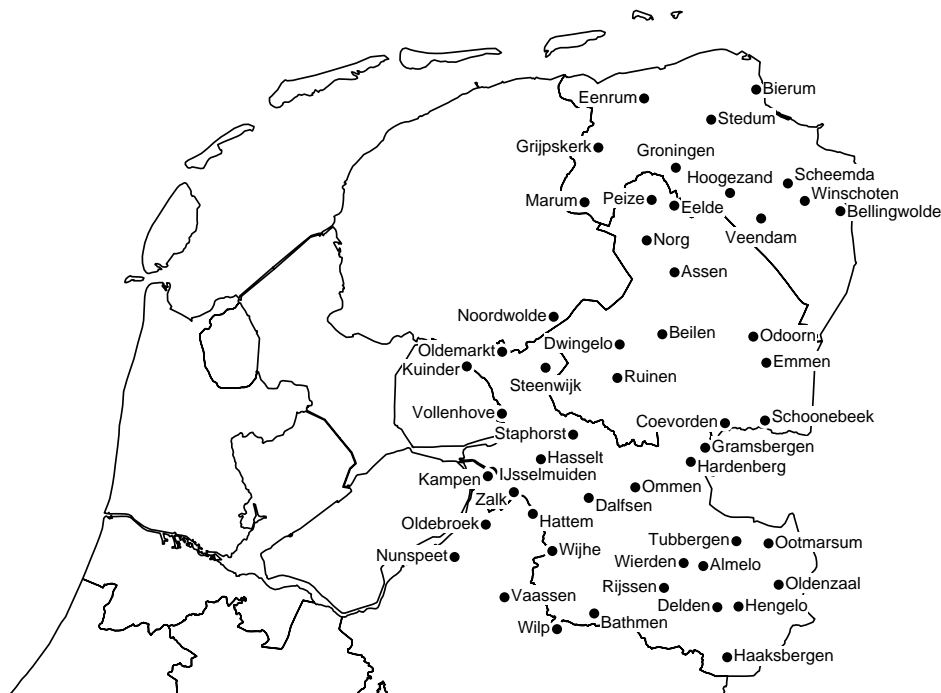 Bierum
Eenrum
Stedum
Grijpskerk
Groningen
Scheemda
Hoogezand
Winschoten
Marum
Peize
Eelde
Bellingwolde
Veendam
Norg
Assen
Noordwolde
Beilen
Odoorn
Dwingelo
Oldemarkt
Kuinder
Emmen
Steenwijk
Ruinen
Vollenhove
Coevorden
Schoonebeek
Staphorst
Gramsbergen
Hasselt
Hardenberg
Kampen
IJsselmuiden
Zalk
Ommen
Dalfsen
Oldebroek
Hattem
Tubbergen
Ootmarsum
Nunspeet
Wijhe
Wierden
Almelo
Rijssen
Oldenzaal
Vaassen
Delden
Hengelo
Bathmen
Wilp
Haaksbergen